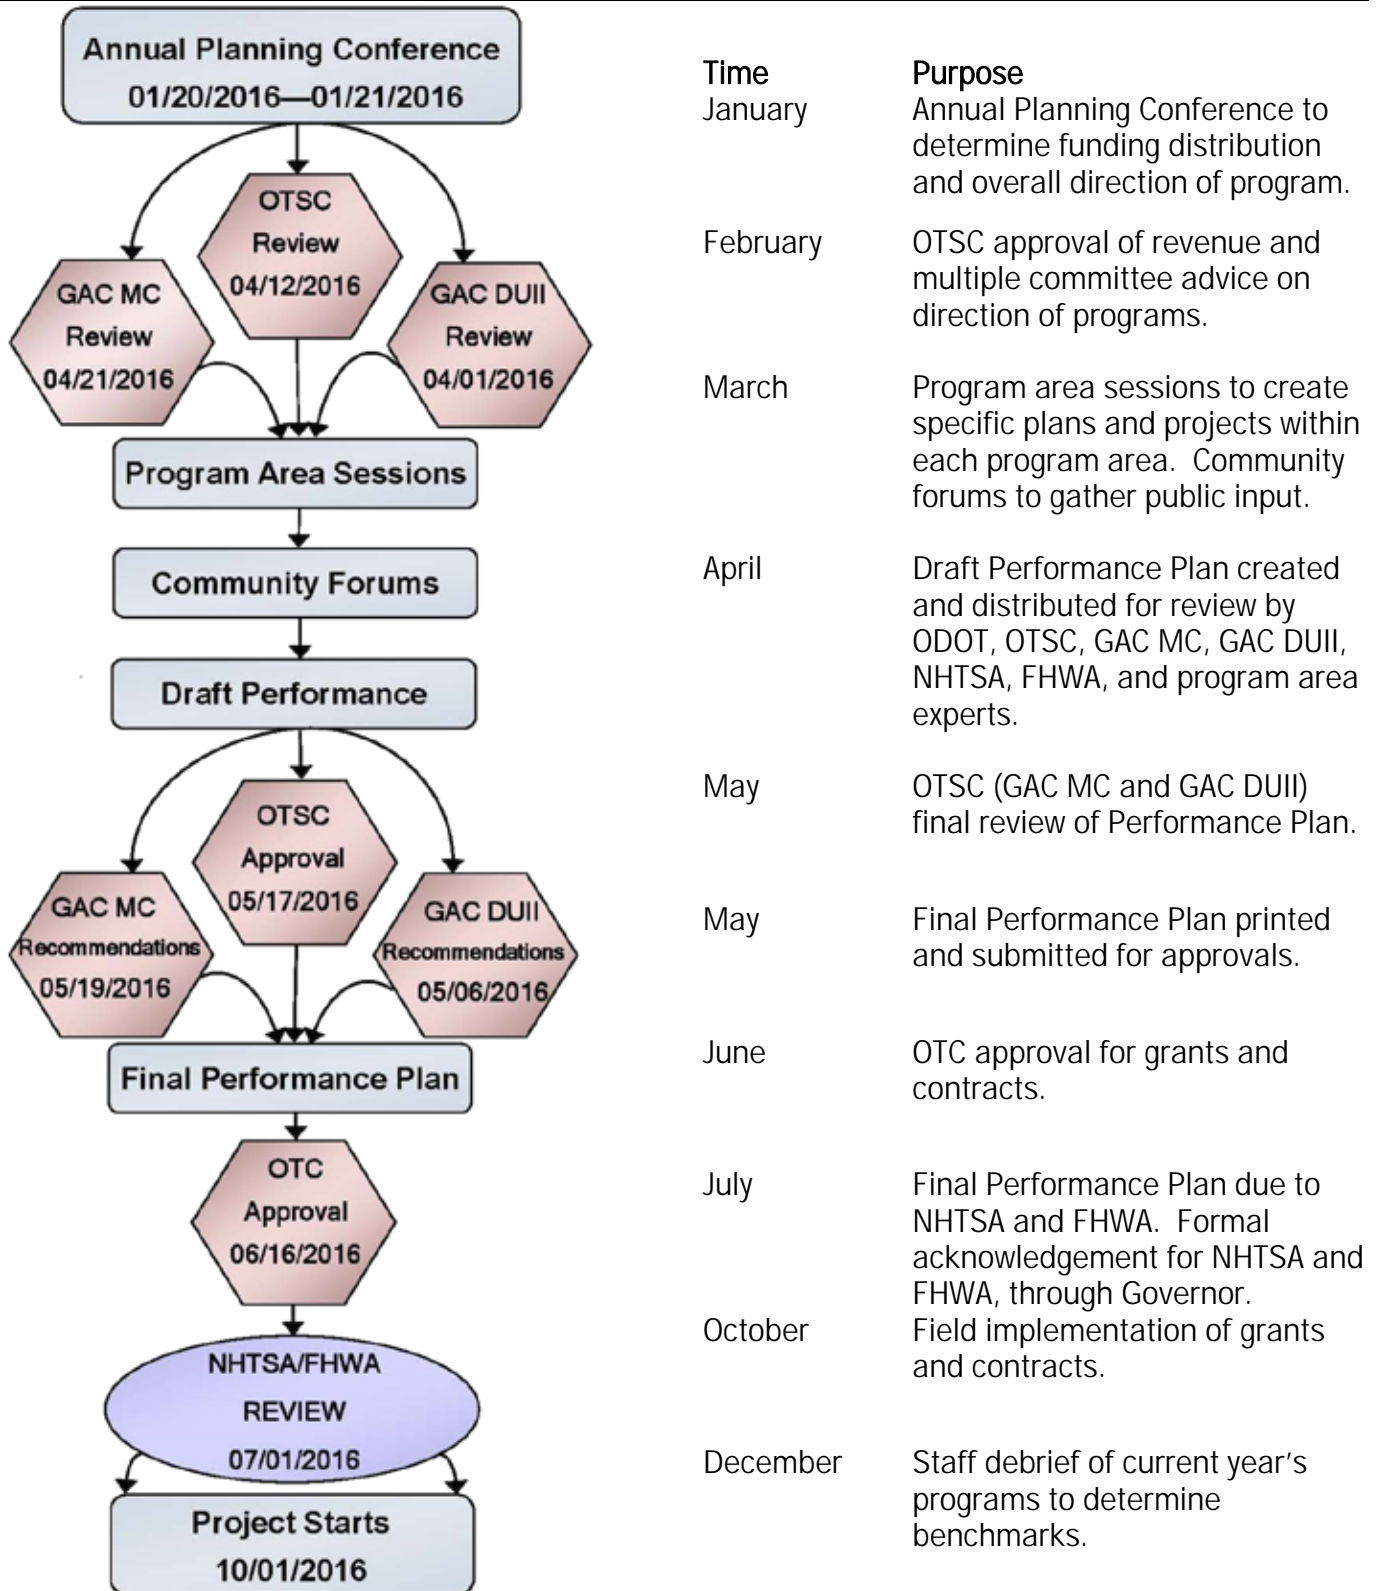 Annual Planning Conference
01/20/2016—01/21/2016
OTSC
Review
04/12/2016
GAC MC
Review
04/21/2016
GAC DUII
Review
04/01/2016
Program Area Sessions
Community Forums
Draft Performance
OTSC
Approval
05/17/2016
GAC MC
Recommendations
05/19/2016
GAC DUII
Recommendations
05/06/2016
Final Performance Plan
OTC
Approval
06/16/2016
NHTSA/FHWA
REVIEW
07/01/2016
Project Starts
10/01/2016
Time Purpose
January Annual Planning Conference to
determine funding distribution
and overall direction of program.
February OTSC approval of revenue and
multiple committee advice on
direction of programs.
March Program area sessions to create
specific plans and projects within
each program area. Community
forums to gather public input.
April Draft Performance Plan created
and distributed for review by
ODOT, OTSC, GAC MC, GAC DUII,
NHTSA, FHWA, and program area
experts.
May OTSC (GAC MC and GAC DUII)
final review of Performance Plan.
May Final Performance Plan printed
and submitted for approvals.
June OTC approval for grants and
contracts.
July Final Performance Plan due to
NHTSA and FHWA. Formal
acknowledgement for NHTSA and
FHWA, through Governor.
October Field implementation of grants
and contracts.
December Staff debrief of current year’s
programs to determine
benchmarks.